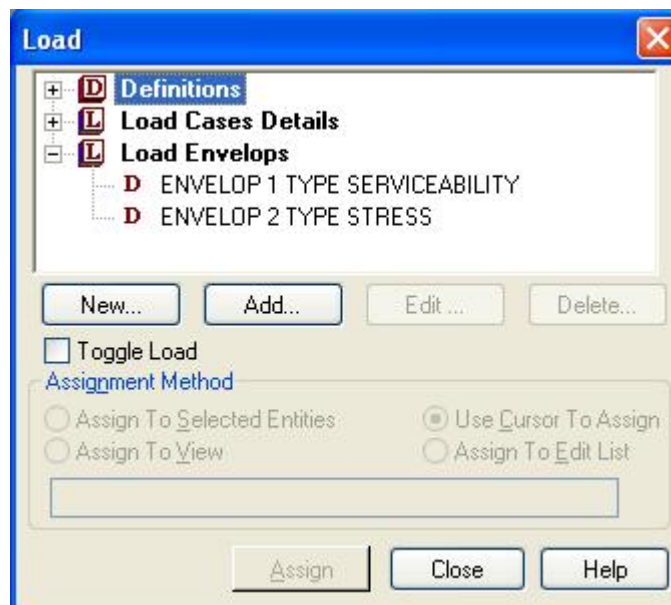 Load
D Definitions
L Load Cases Details
L Load Envelops
D ENVELOP 1 TYPE SERVICEABILITY
D ENVELOP 2 TYPE STRESS
New... Add... Edit ... Delete...
Toggle Load
Assignment Method
Assign To Selected Entities Use Cursor To Assign
Assign To View Assign To Edit List
Assign Close Help